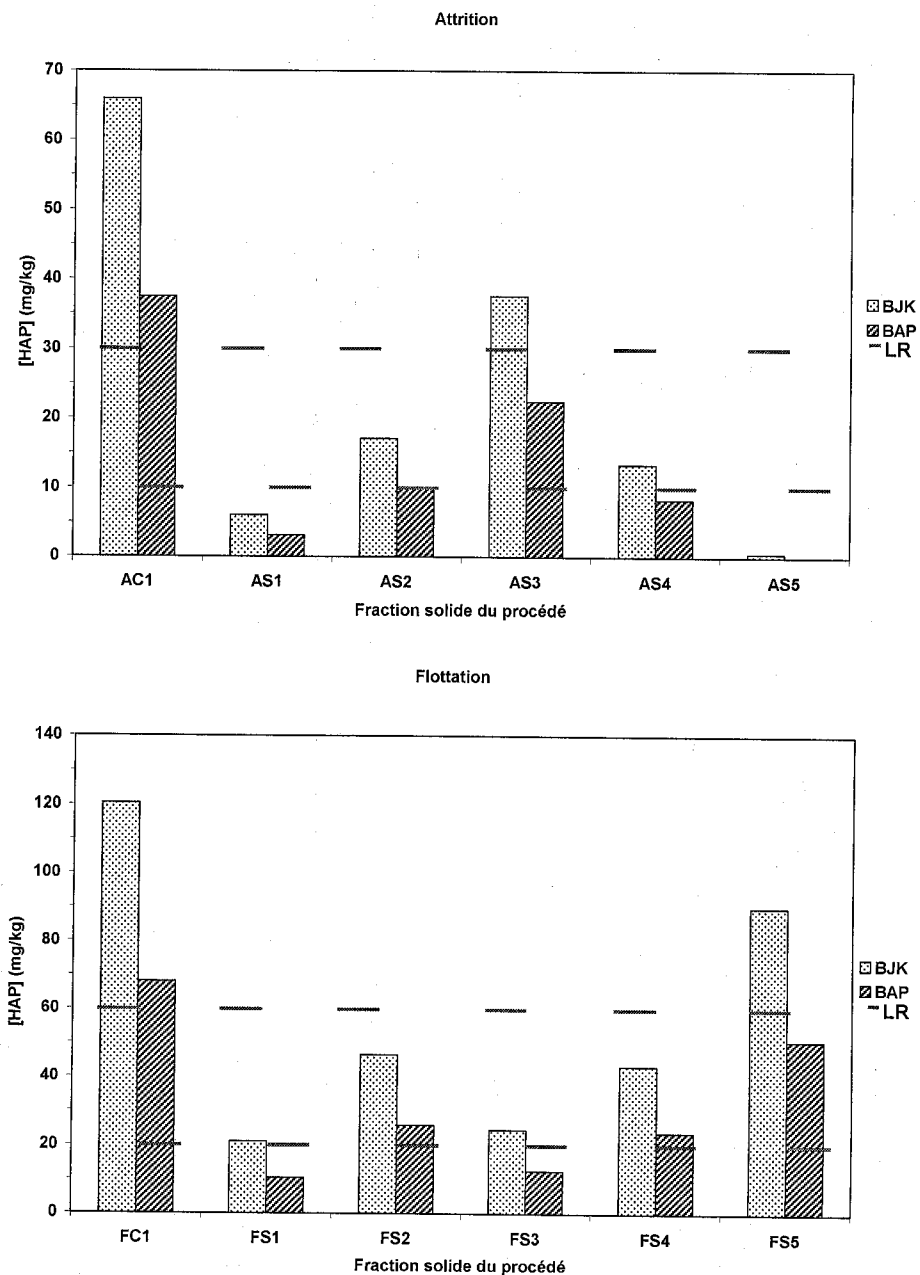 Attrition
70
60
50
40
30
20
10
0
[HAP] (mg/kg)
AC1 AS1 AS2 AS3 AS4 AS5
Fraction solide du procédé
BJK
BAP
LR
Flottation
140
120
100
80
60
40
20
0
[HAP] (mg/kg)
FC1 FS1 FS2 FS3 FS4 FS5
Fraction solide du procédé
BJK
BAP
LR